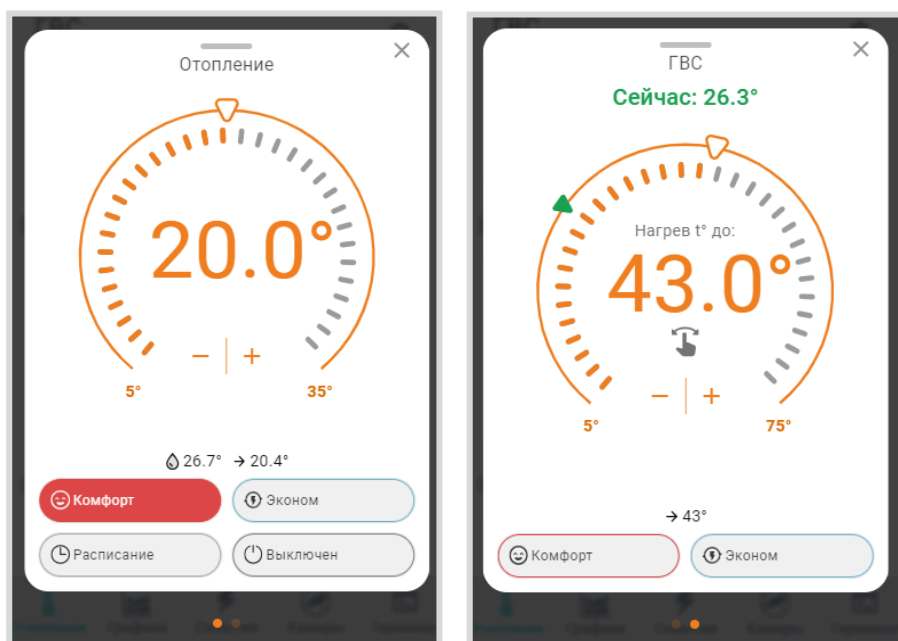 ГВС
Отопление
20.0°
− +
5° 35°
26.7° → 20.4°
Комфорт Эконом
Расписание Выключен
ГВС
Сейчас: 26.3°
Нагрев t° до:
43.0°
− +
5° 75°
→ 43°
Комфорт Эконом